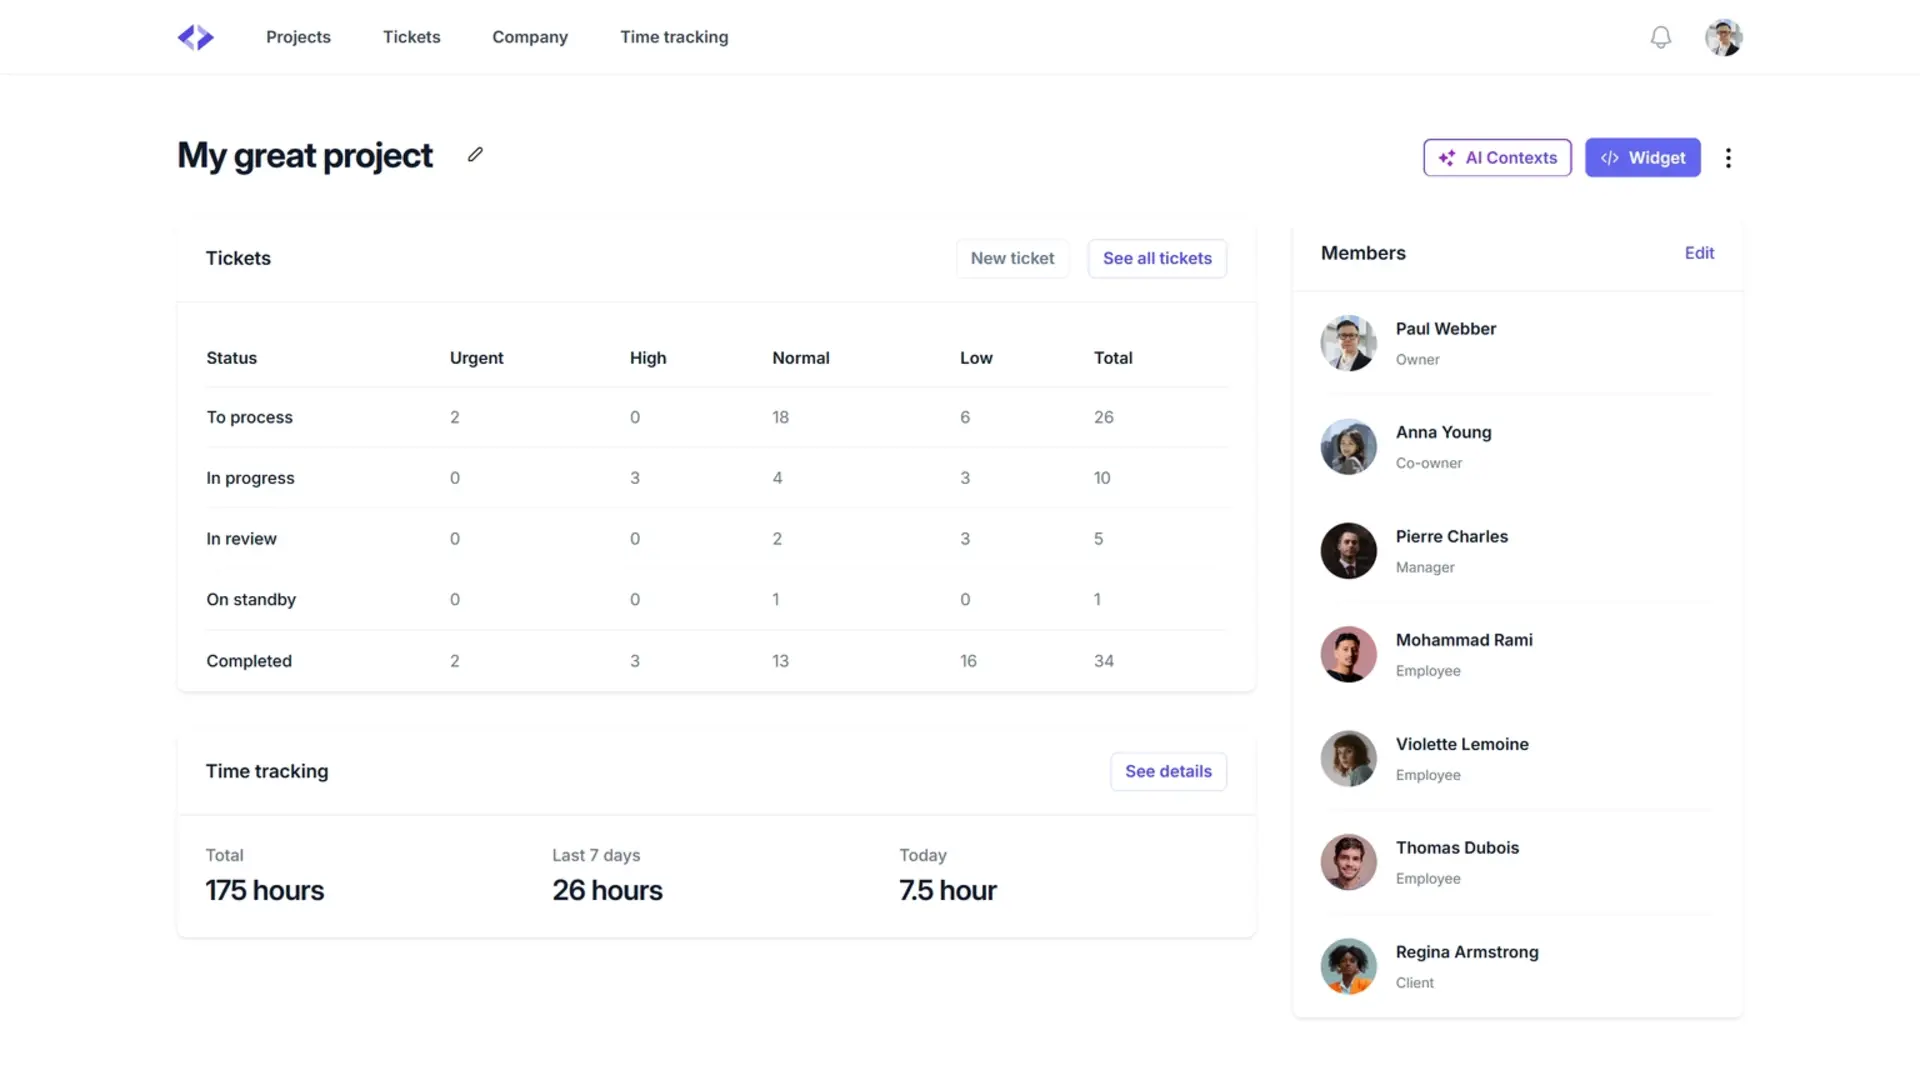 Projects Tickets Company Time tracking
My great project
AI Contexts
Widget
Tickets
New ticket
See all tickets
Status Urgent High Normal Low Total
To process 2 0 18 6 26
In progress 0 3 4 3 10
In review 0 0 2 3 5
On standby 0 0 1 0 1
Completed 2 3 13 16 34
Time tracking
See details
Total Last 7 days Today
175 hours 26 hours 7.5 hour
Members
Edit
Paul Webber
Owner
Anna Young
Co-owner
Pierre Charles
Manager
Mohammad Rami
Employee
Violette Lemoine
Employee
Thomas Dubois
Employee
Regina Armstrong
Client